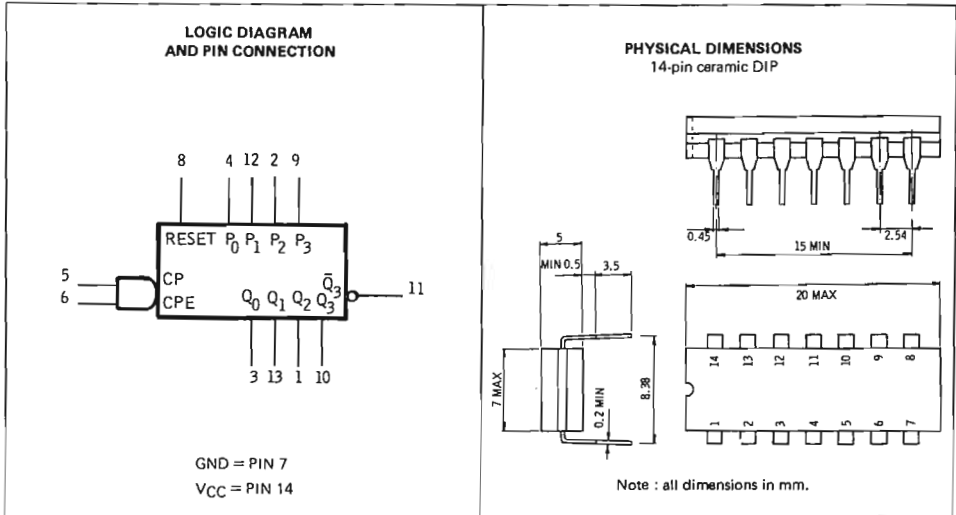 LOGIC DIAGRAM
AND PIN CONNECTION
8 4 12 2 9
RESET P0 P1 P2 P3
5
6
CP
CPE
Q0 Q1 Q2 Q3
Q̄3
11
3 13 1 10
GND = PIN 7
VCC = PIN 14
PHYSICAL DIMENSIONS
14-pin ceramic DIP
0.45
15 MIN
2.54
5
MIN 0.5
3.5
20 MAX
7 MAX
0.2 MIN
8.38
14 13 12 11 10 9 8
1 2 3 4 5 6 7
Note : all dimensions in mm.